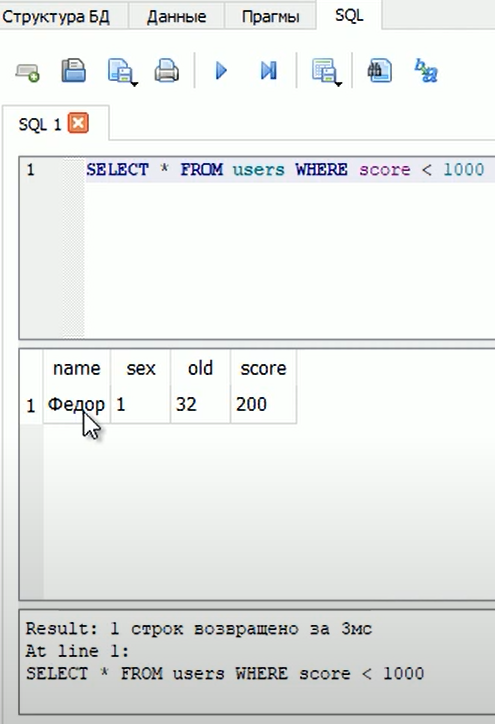 Структура БД Данные Прагмы SQL
SQL 1
1 SELECT * FROM users WHERE score < 1000
name sex old score
1 Федор 1 32 200
Result: 1 строк возвращено за 3мс
At line 1:
SELECT * FROM users WHERE score < 1000